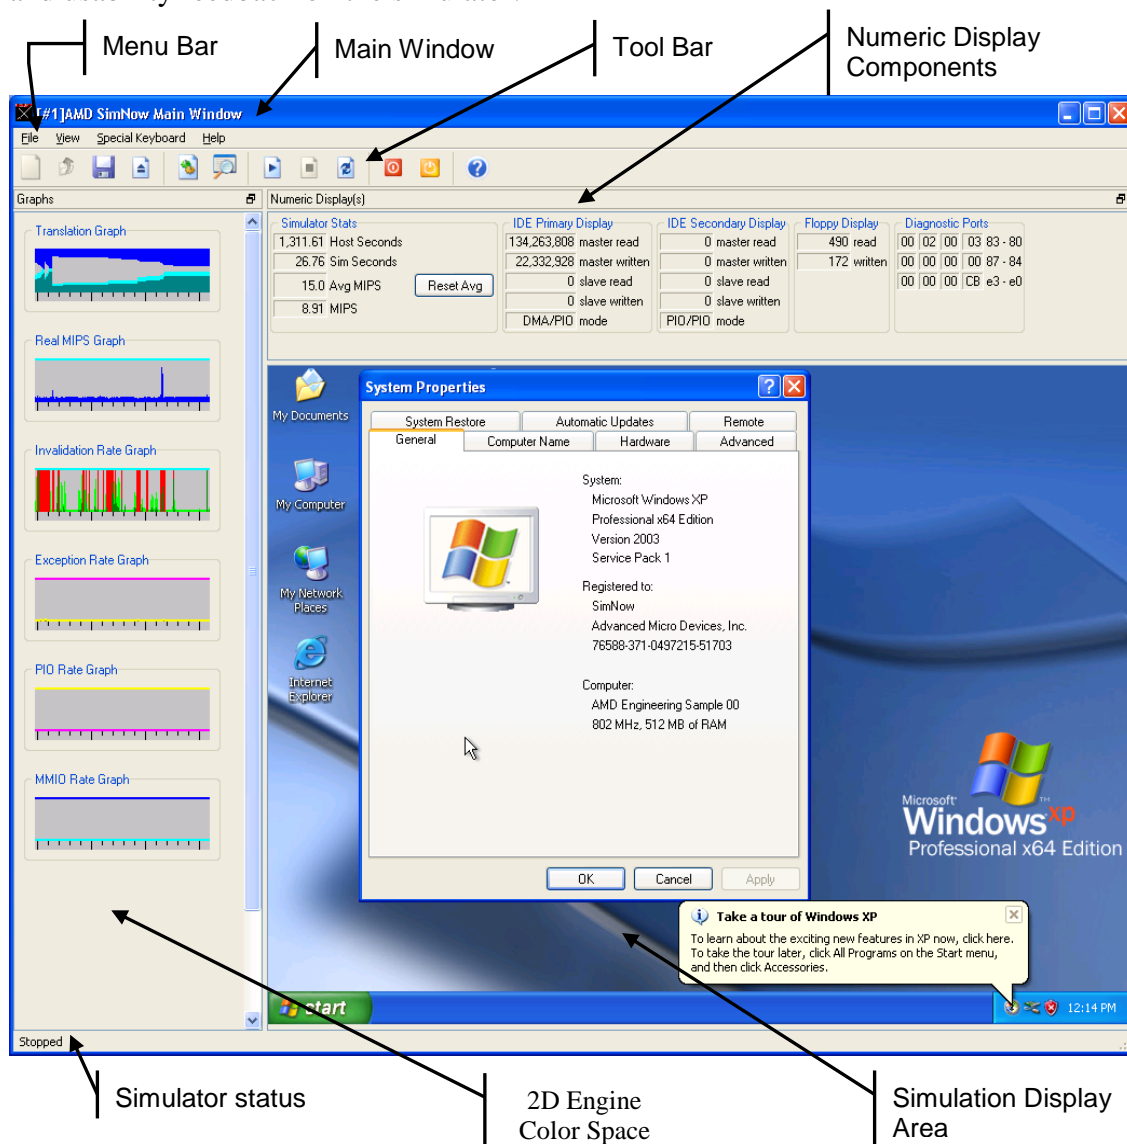 Menu Bar
Main Window
Tool Bar
Numeric Display
Components
[#1]AMD SimNow Main Window
File View Special Keyboard Help
Graphs
Numeric Display(s)
Translation Graph
Real MIPS Graph
Invalidation Rate Graph
Exception Rate Graph
PIO Rate Graph
MMIO Rate Graph
Simulator Stats
1,311.61 Host Seconds
26.76 Sim Seconds
15.0 Avg MIPS
Reset Avg
8.91 MIPS
IDE Primary Display
134,263,808 master read
22,332,928 master written
0 slave read
0 slave written
DMA/PIO mode
IDE Secondary Display
0 master read
0 master written
0 slave read
0 slave written
PIO/PIO mode
Floppy Display
490 read
172 written
Diagnostic Ports
00 02 00 03 83 - 80
00 00 00 00 87 - 84
00 00 00 CB e3 - e0
My Documents
My Computer
My Network
Places
Internet
Explorer
System Properties
System Restore
Automatic Updates
Remote
General
Computer Name
Hardware
Advanced
System:
Microsoft Windows XP
Professional x64 Edition
Version 2003
Service Pack 1
Registered to:
SimNow
Advanced Micro Devices, Inc.
76588-371-0497215-51703
Computer:
AMD Engineering Sample 00
802 MHz, 512 MB of RAM
OK
Cancel
Apply
Microsoft
Windows xp
TM
Professional x64 Edition
Take a tour of Windows XP
To learn about the exciting new features in XP now, click here.
To take the tour later, click All Programs on the Start menu,
and then click Accessories.
start
12:14 PM
Stopped
Simulator status
2D Engine
Color Space
Simulation Display
Area